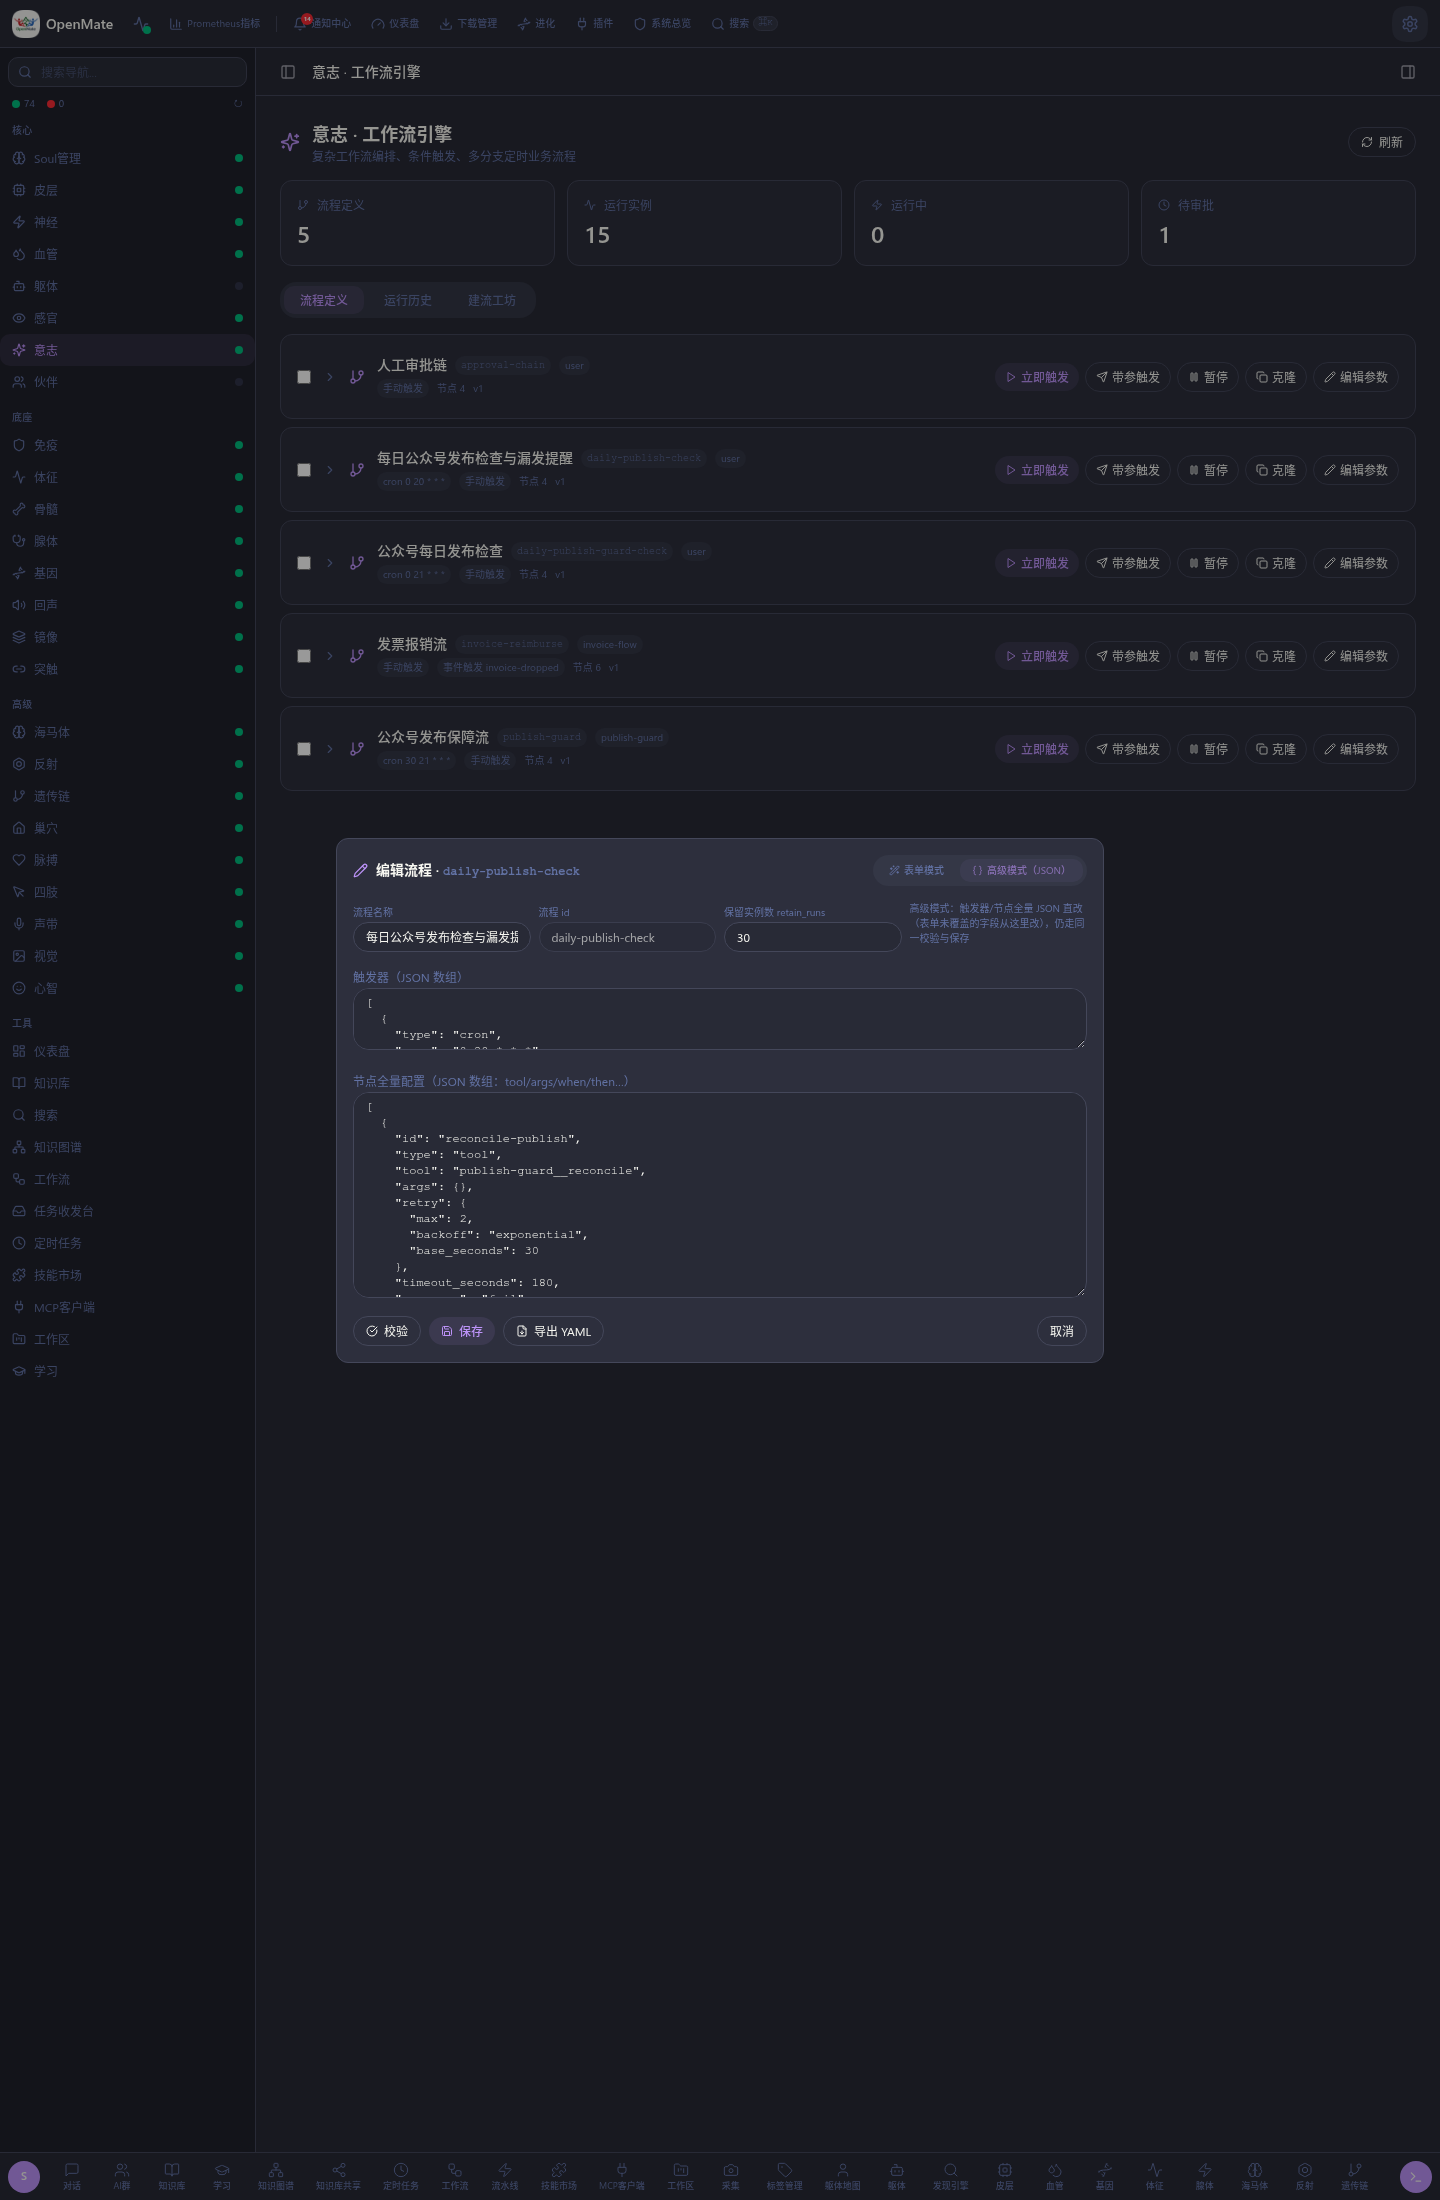 OpenMate
Prometheus指标
14
通知中心
仪表盘
下载管理
进化
插件
系统总览
搜索
搜索导航...
74
0
核心
Soul管理
皮层
神经
血管
躯体
感官
意志
伙伴
底座
免疫
体征
骨髓
腺体
基因
回声
镜像
突触
高级
海马体
反射
遗传链
巢穴
脉搏
四肢
声带
视觉
心智
工具
仪表盘
知识库
搜索
知识图谱
工作流
任务收发台
定时任务
技能市场
MCP客户端
工作区
学习
意志 · 工作流引擎
意志 · 工作流引擎
复杂工作流编排、条件触发、多分支定时业务流程
刷新
流程定义
5
运行实例
15
运行中
0
待审批
1
流程定义 运行历史 建流工坊
人工审批链 approval-chain user
手动触发 节点 4 v1
立即触发 带参触发 暂停 克隆 编辑参数
每日公众号发布检查与漏发提醒 daily-publish-check user
cron 0 20 * * * 手动触发 节点 4 v1
立即触发 带参触发 暂停 克隆 编辑参数
公众号每日发布检查 daily-publish-guard-check user
cron 0 21 * * * 手动触发 节点 4 v1
立即触发 带参触发 暂停 克隆 编辑参数
发票报销流 invoice-reimburse invoice-flow
手动触发 事件触发 invoice-dropped 节点 6 v1
立即触发 带参触发 暂停 克隆 编辑参数
公众号发布保障流 publish-guard publish-guard
cron 30 21 * * * 手动触发 节点 4 v1
立即触发 带参触发 暂停 克隆 编辑参数
编辑流程 · daily-publish-check
表单模式 {} 高级模式（JSON）
流程名称
每日公众号发布检查与漏发提
流程 id
daily-publish-check
保留实例数 retain_runs
30
高级模式：触发器/节点全量 JSON 直改
（表单未覆盖的字段从这里改），仍走同
一校验与保存
触发器（JSON 数组）
[
{
"type": "cron",
节点全量配置（JSON 数组：tool/args/when/then...）
[
{
"id": "reconcile-publish",
"type": "tool",
"tool": "publish-guard__reconcile",
"args": {},
"retry": {
"max": 2,
"backoff": "exponential",
"base_seconds": 30
},
"timeout_seconds": 180,
校验 保存 导出 YAML 取消
S
对话 AI群 知识库 学习 知识图谱 知识库共享 定时任务 工作流 流水线 技能市场 MCP客户端 工作区 采集 标签管理 躯体地图 躯体 发现引擎 皮层 血管 基因 体征 腺体 海马体 反射 遗传链